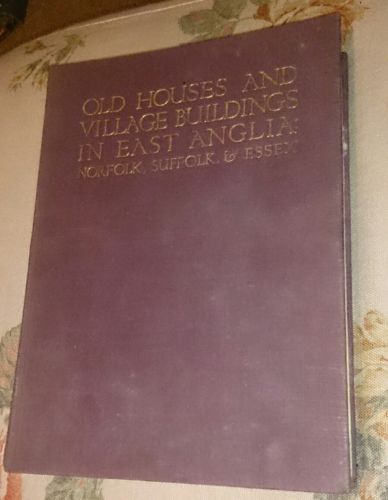 OLD HOUSES AND
VILLAGE BUILDINGS
IN EAST ANGLIA:
NORFOLK, SUFFOLK, & ESSEX